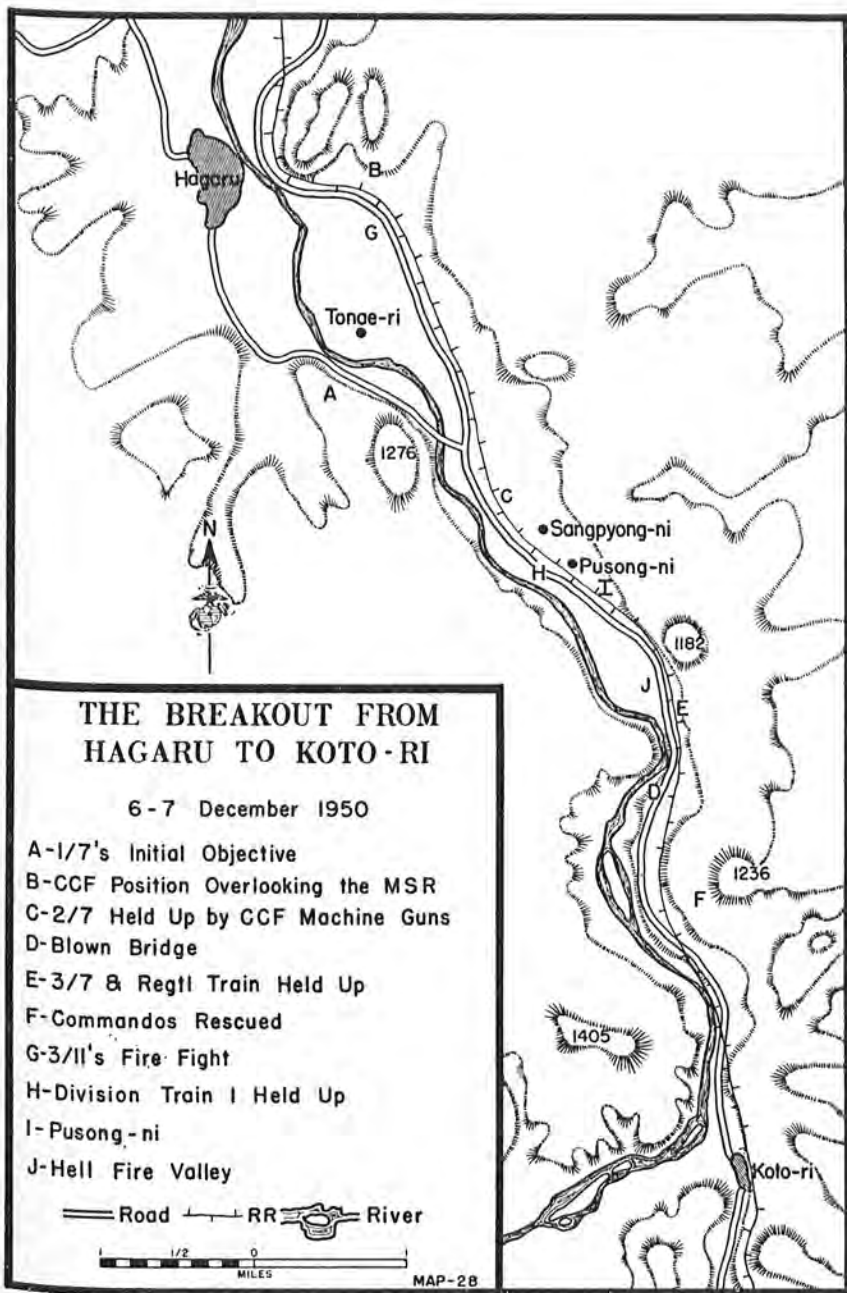 Hagaru
B
G
Tonae-ri
A
1276
C
Sangpyong-ni
Pusong-ni
H
I
N
1182
J
E
D
1236
F
1405
Koto-ri
THE BREAKOUT FROM
HAGARU TO KOTO-RI
6-7 December 1950
A-1/7's Initial Objective
B-CCF Position Overlooking the MSR
C-2/7 Held Up by CCF Machine Guns
D-Blown Bridge
E-3/7 & Regtl Train Held Up
F-Commandos Rescued
G-3/11's Fire Fight
H-Division Train I Held Up
I-Pusong-ni
J-Hell Fire Valley
Road RR River
1 1/2 0 1
MILES
MAP-28